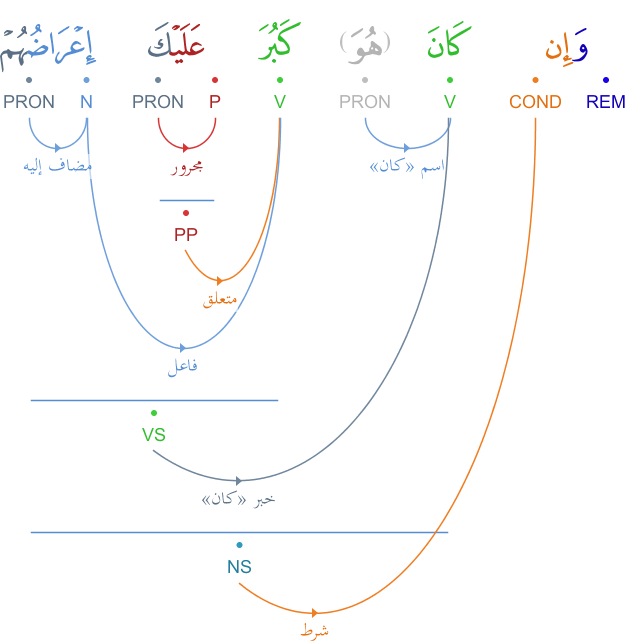 وَإِن كَانَ (هُوَ) كَبُرَ عَلَيْكَ إِعْرَاضُهُمْ
REM COND V PRON V P PRON N PRON
اسم «كان» مجرور مضاف إليه
PP
متعلق
فاعل
VS
خبر «كان»
NS
شرط